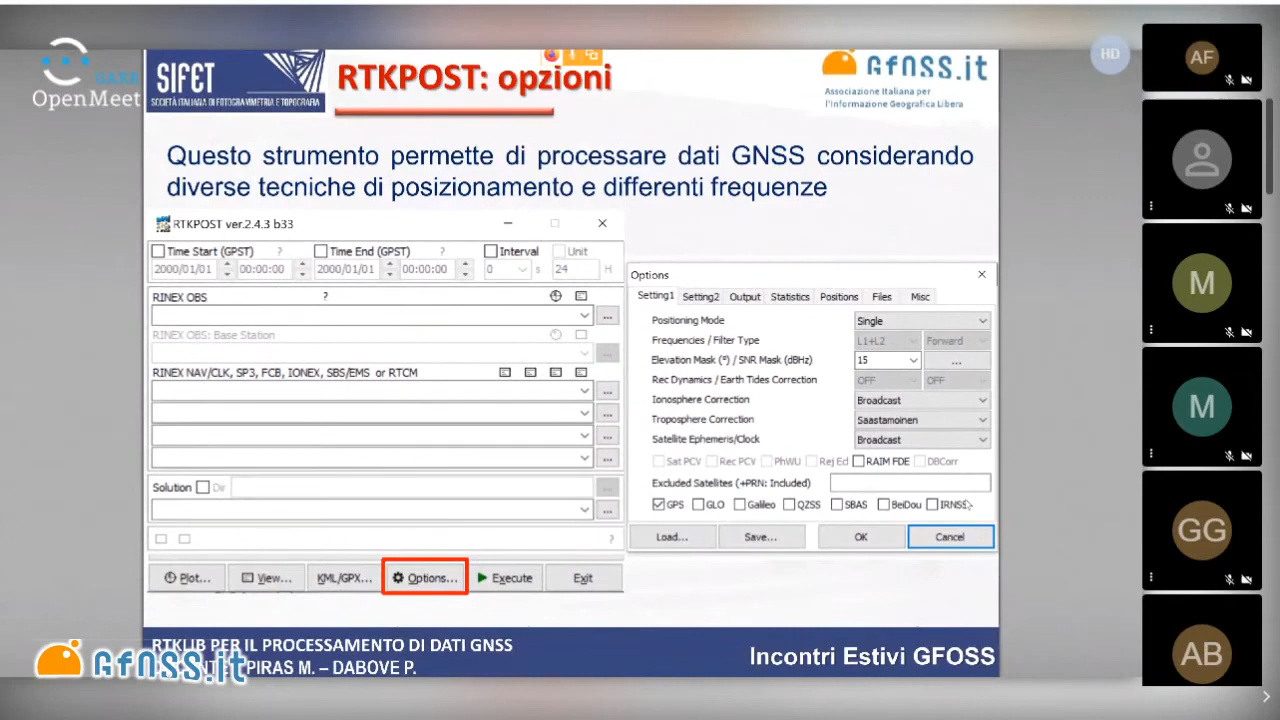 OpenMeet
SIFET
SOCIETÀ ITALIANA DI FOTOGRAMMETRIA E TOPOGRAFIA
RTKPOST: opzioni
GFOSS.it
Associazione Italiana per
l'Informazione Geografica Libera
HD
Questo strumento permette di processare dati GNSS considerando
diverse tecniche di posizionamento e differenti frequenze
RTKPOST ver.2.4.3 b33
Time Start (GPST) ? Time End (GPST) ? Interval Unit
2000/01/01 00:00:00 2000/01/01 00:00:00 0 s 24 H
RINEX OBS ?
...
RINEX OBS: Base Station
...
RINEX NAV/CLK, SP3, FCB, IONEX, SBS/EMS or RTCM
...
...
...
...
Solution Dir ...
...
?
Plot... View... KML/GPX... Options... Execute Exit
Options
Setting1 Setting2 Output Statistics Positions Files Misc
Positioning Mode Single
Frequencies / Filter Type L1+L2 Forward
Elevation Mask (°) / SNR Mask (dBHz) 15 ...
Rec Dynamics / Earth Tides Correction OFF OFF
Ionosphere Correction Broadcast
Troposphere Correction Saastamoinen
Satellite Ephemeris/Clock Broadcast
Sat PCV Rec PCV PhWU Rej Ed RAIM FDE DBCorr
Excluded Satellites (+PRN: Included)
GPS GLO Galileo QZSS SBAS BeiDou IRNSS
Load... Save... OK Cancel
RTKLIB PER IL PROCESSAMENTO DI DATI GNSS
PIRAS M. – DABOVE P.
GFOSS.it
Incontri Estivi GFOSS
AF
M
M
GG
AB